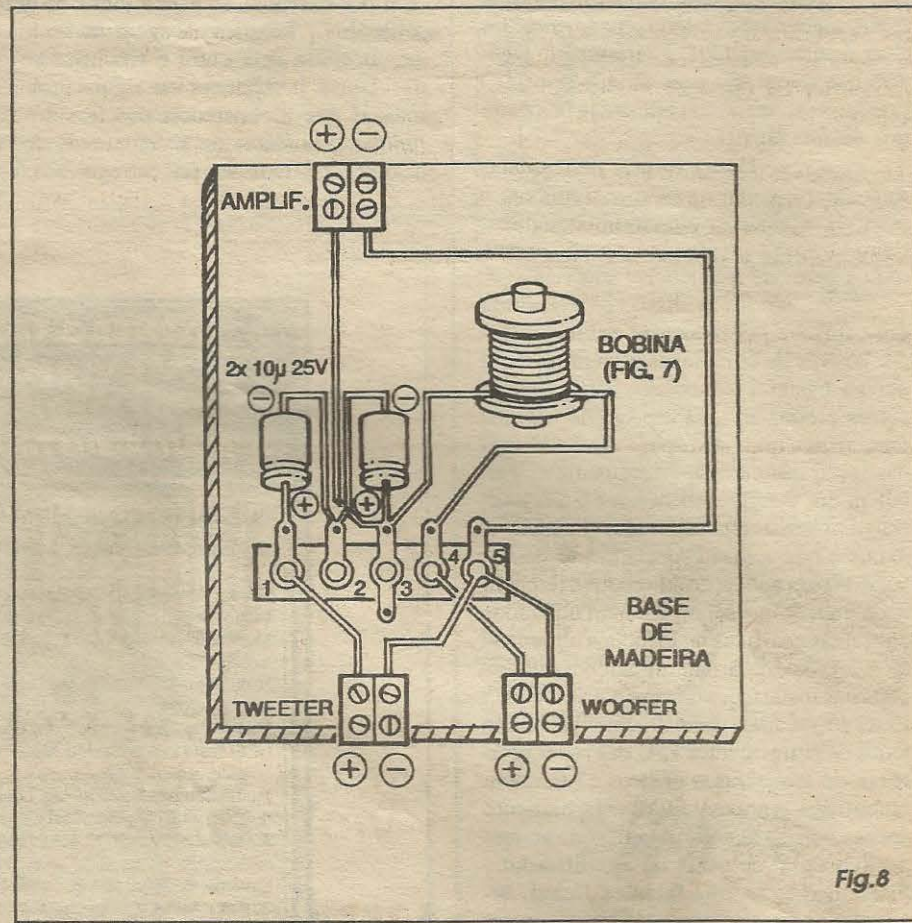 ⊕ ⊖
AMPLIF.
2x 10µ 25V
BOBINA
(FIG. 7)
⊖ ⊖
⊕ ⊕
1 2 3 4 5
BASE
DE
MADEIRA
TWEETER
WOOFER
⊕ ⊖ ⊕ ⊖
Fig.8